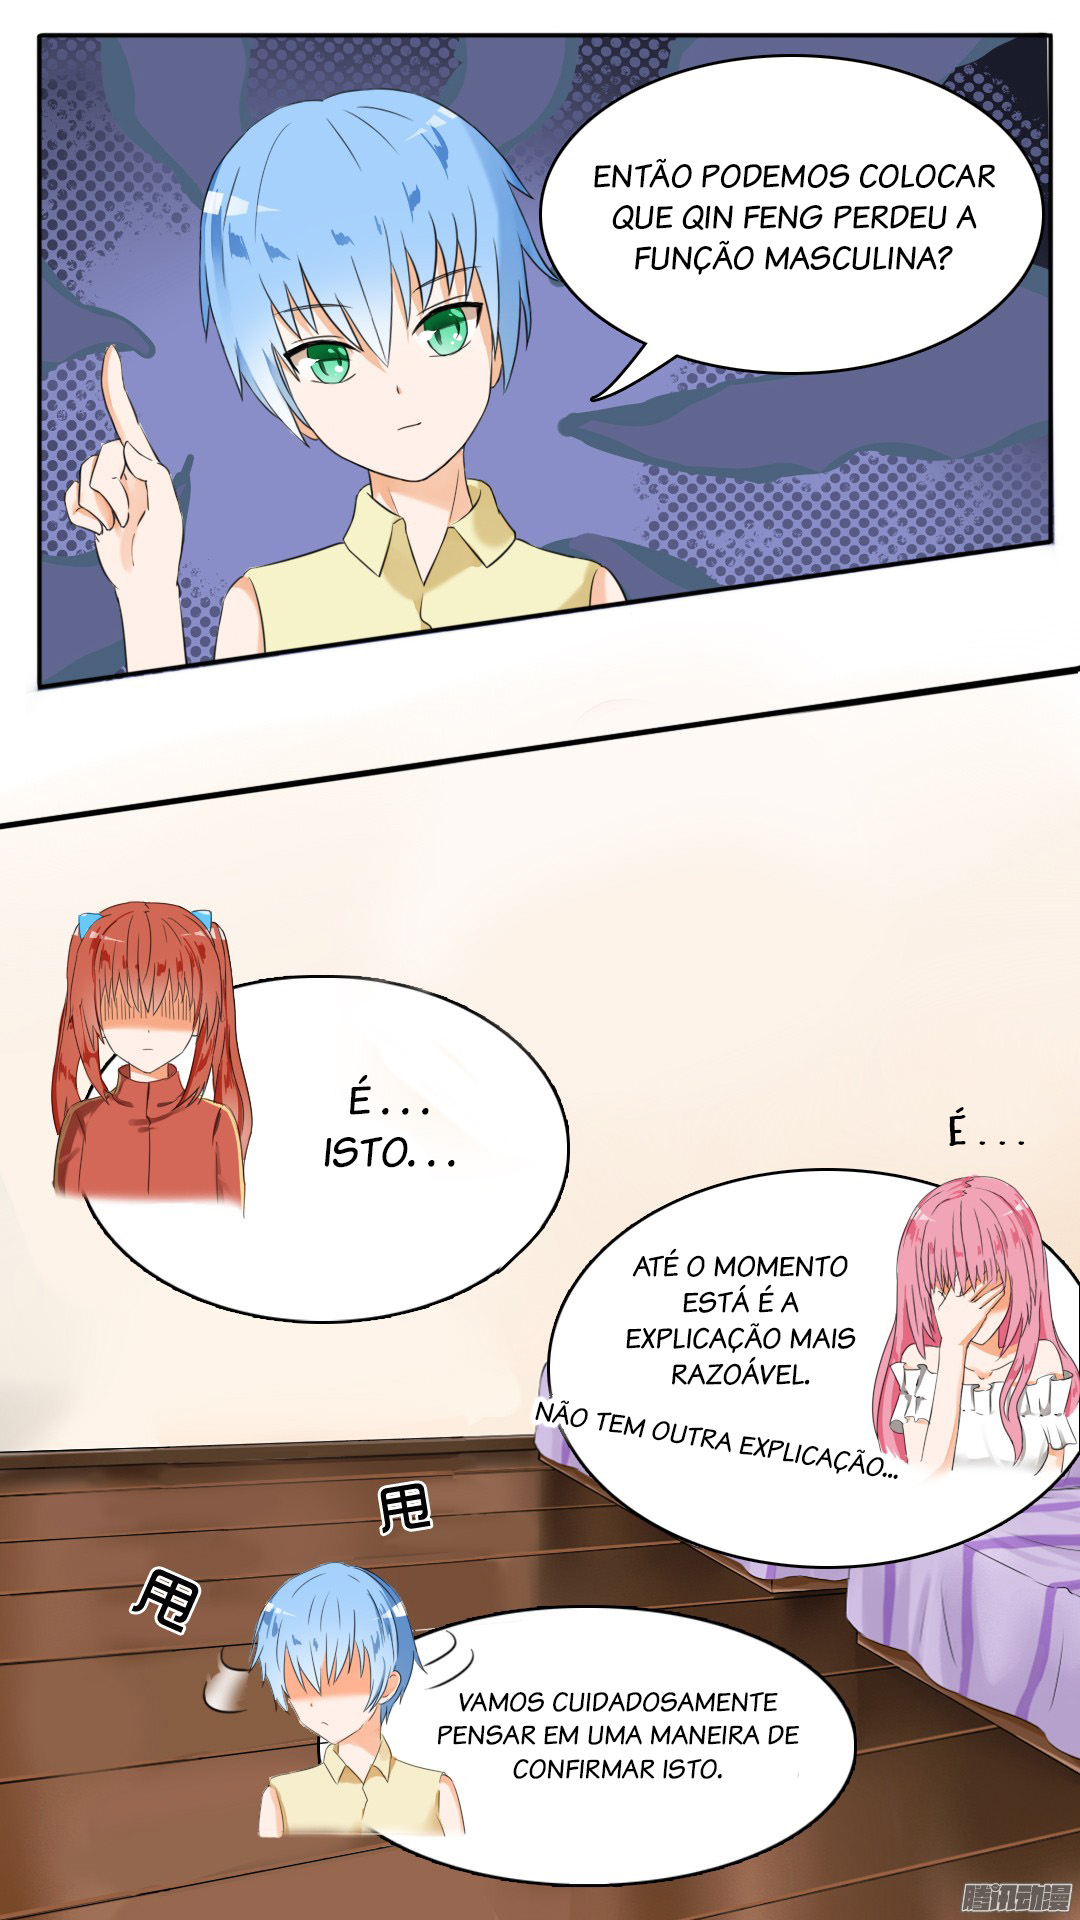 ENTÃO PODEMOS COLOCAR
QUE QIN FENG PERDEU A
FUNÇÃO MASCULINA?
É...
ISTO...
É...
ATÉ O MOMENTO
ESTÁ É A
EXPLICAÇÃO MAIS
RAZOÁVEL.
NÃO TEM OUTRA EXPLICAÇÃO...
甩
甩
VAMOS CUIDADOSAMENTE
PENSAR EM UMA MANEIRA DE
CONFIRMAR ISTO.
腾讯动漫